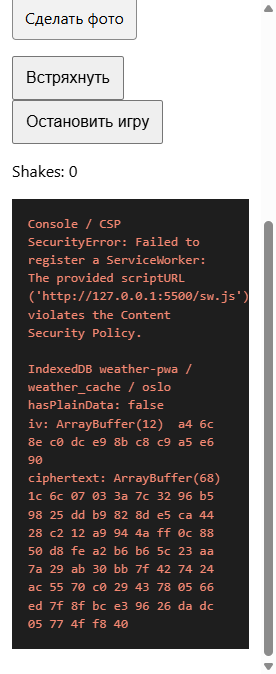 Сделать фото
Встряхнуть
Остановить игру
Shakes: 0
Console / CSP
SecurityError: Failed to
register a ServiceWorker:
The provided scriptURL
('http://127.0.0.1:5500/sw.js')
violates the Content
Security Policy.
IndexedDB weather-pwa /
weather_cache / oslo
hasPlainData: false
iv: ArrayBuffer(12)  a4 6c
8e c0 dc e9 8b c8 c9 a5 e6
90
ciphertext: ArrayBuffer(68)
1c 6c 07 03 3a 7c 32 96 b5
98 25 dd b9 82 8d e5 ca 44
28 c2 12 a9 94 4a ff 0c 88
50 d8 fe a2 b6 b6 5c 23 aa
7a 29 ab 30 bb 7f 42 74 24
ac 55 70 c0 29 43 78 05 66
ed 7f 8f bc e3 96 26 da dc
05 77 4f f8 40